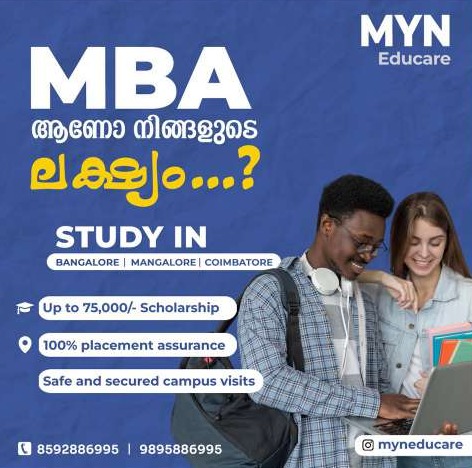 MYN
Educare
MBA
ആണോ നിങ്ങളുടെ
ലക്ഷ്യം...?
STUDY IN
BANGALORE | MANGALORE | COIMBATORE
Up to 75,000/- Scholarship
100% placement assurance
Safe and secured campus visits
8592886995 | 9895886995
myneducare